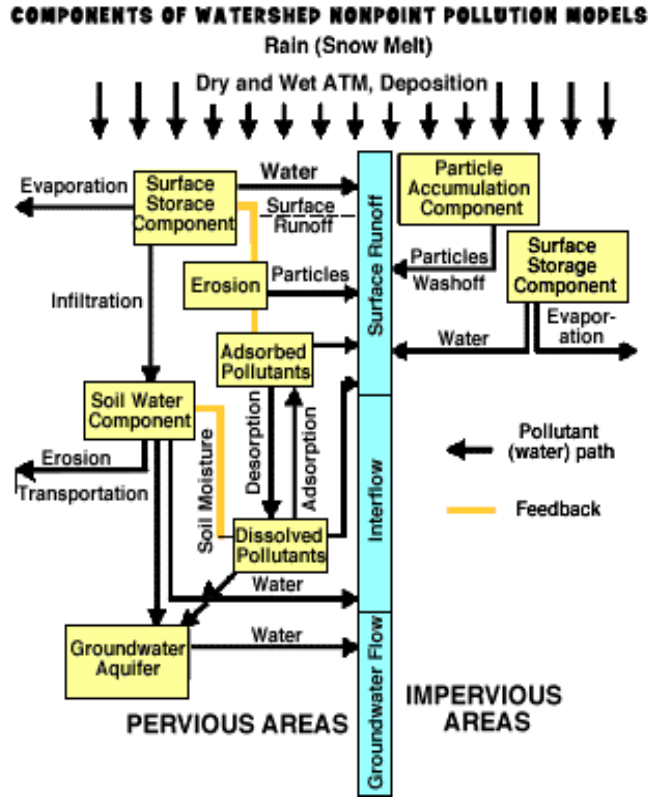 COMPONENTS OF WATERSHED NONPOINT POLLUTION MODELS
Rain (Snow Melt)
Dry and Wet ATM, Deposition
Evaporation
Surface
Storage
Component
Water
Surface
Runoff
Surface Runoff
Particle
Accumulation
Component
Particles
Washoff
Surface
Storage
Component
Infiltration
Erosion
Particles
Water
Evapor-
ation
Adsorbed
Pollutants
Soil Water
Component
Erosion
Transportation
Soil Moisture
Desorption
Adsorption
Interflow
Pollutant
(water) path
Feedback
Dissolved
Pollutants
Water
Groundwater
Aquifer
Water
Groundwater Flow
PERVIOUS AREAS
IMPERVIOUS
AREAS